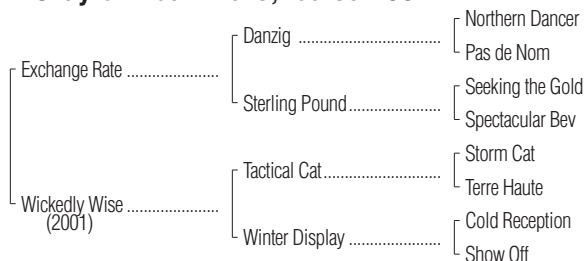 Northern Dancer
Danzig ................................
Pas de Nom
Exchange Rate .......................
Seeking the Gold
Sterling Pound .......................
Spectacular Bev
Storm Cat
Tactical Cat .............................
Terre Haute
Wickedly Wise .......................
(2001)
Cold Reception
Winter Display .......................
Show Off